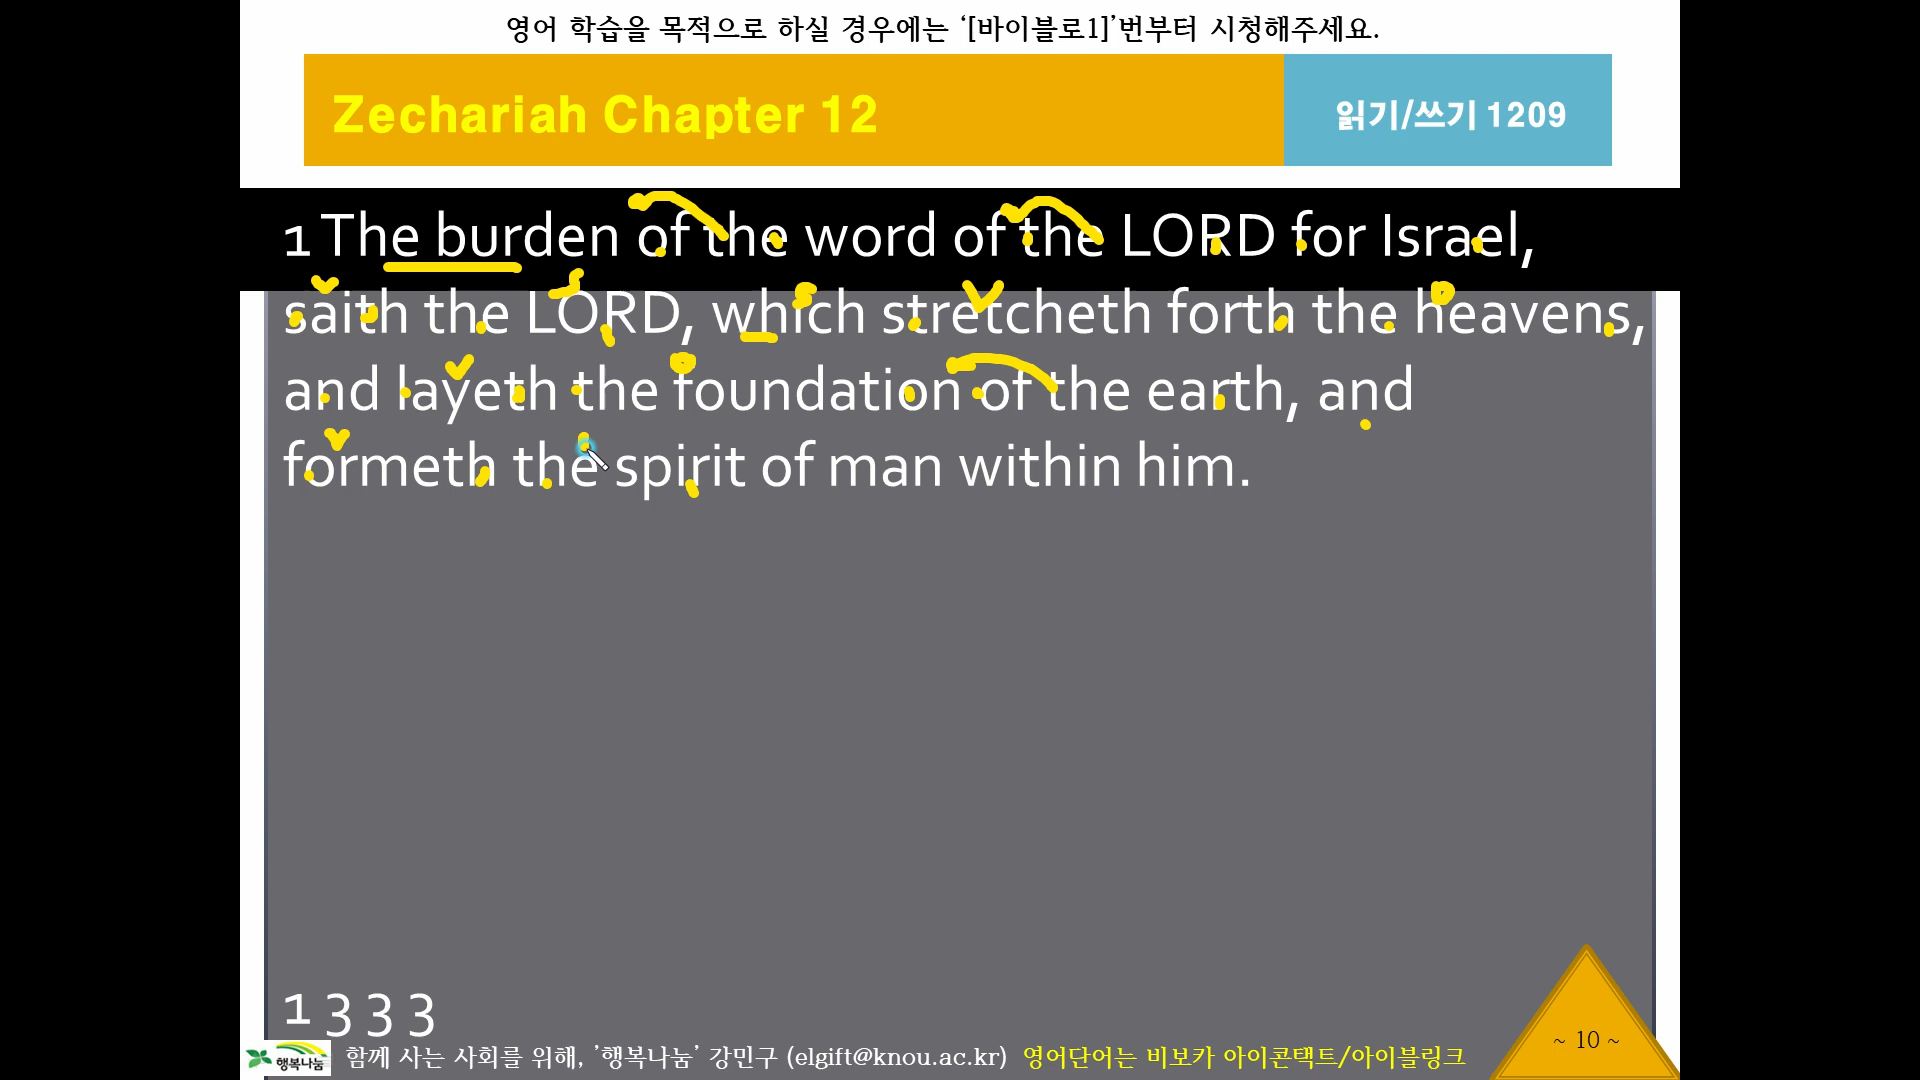 영어 학습을 목적으로 하실 경우에는 ‘[바이블로1]’번부터 시청해주세요.
Zechariah Chapter 12
읽기/쓰기 1209
1 The burden of the word of the LORD for Israel,
saith the LORD, which stretcheth forth the heavens,
and layeth the foundation of the earth, and
formeth the spirit of man within him.
1 3 3 3
~ 10 ~
행복나눔 함께 사는 사회를 위해, ’행복나눔’ 강민구 (elgift@knou.ac.kr) 영어단어는 비보카 아이콘택트/아이블링크